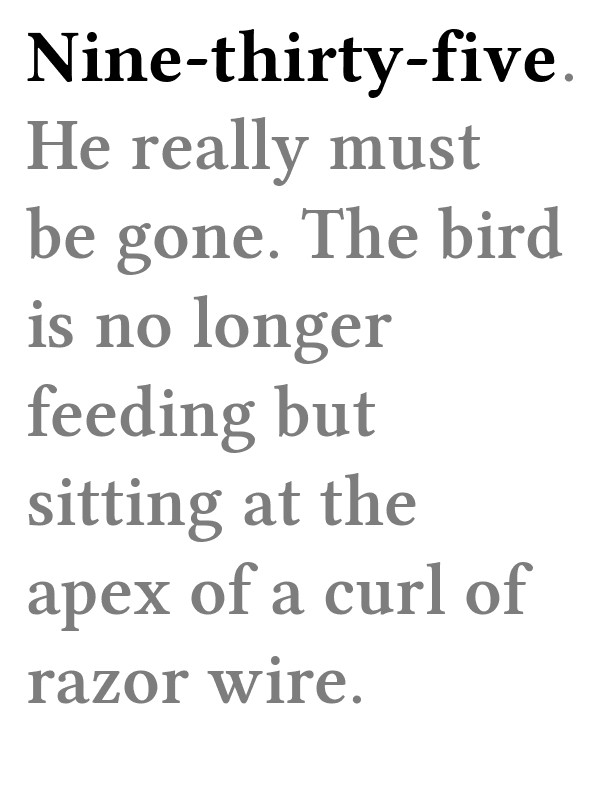 Nine-thirty-five.
He really must
be gone. The bird
is no longer
feeding but
sitting at the
apex of a curl of
razor wire.